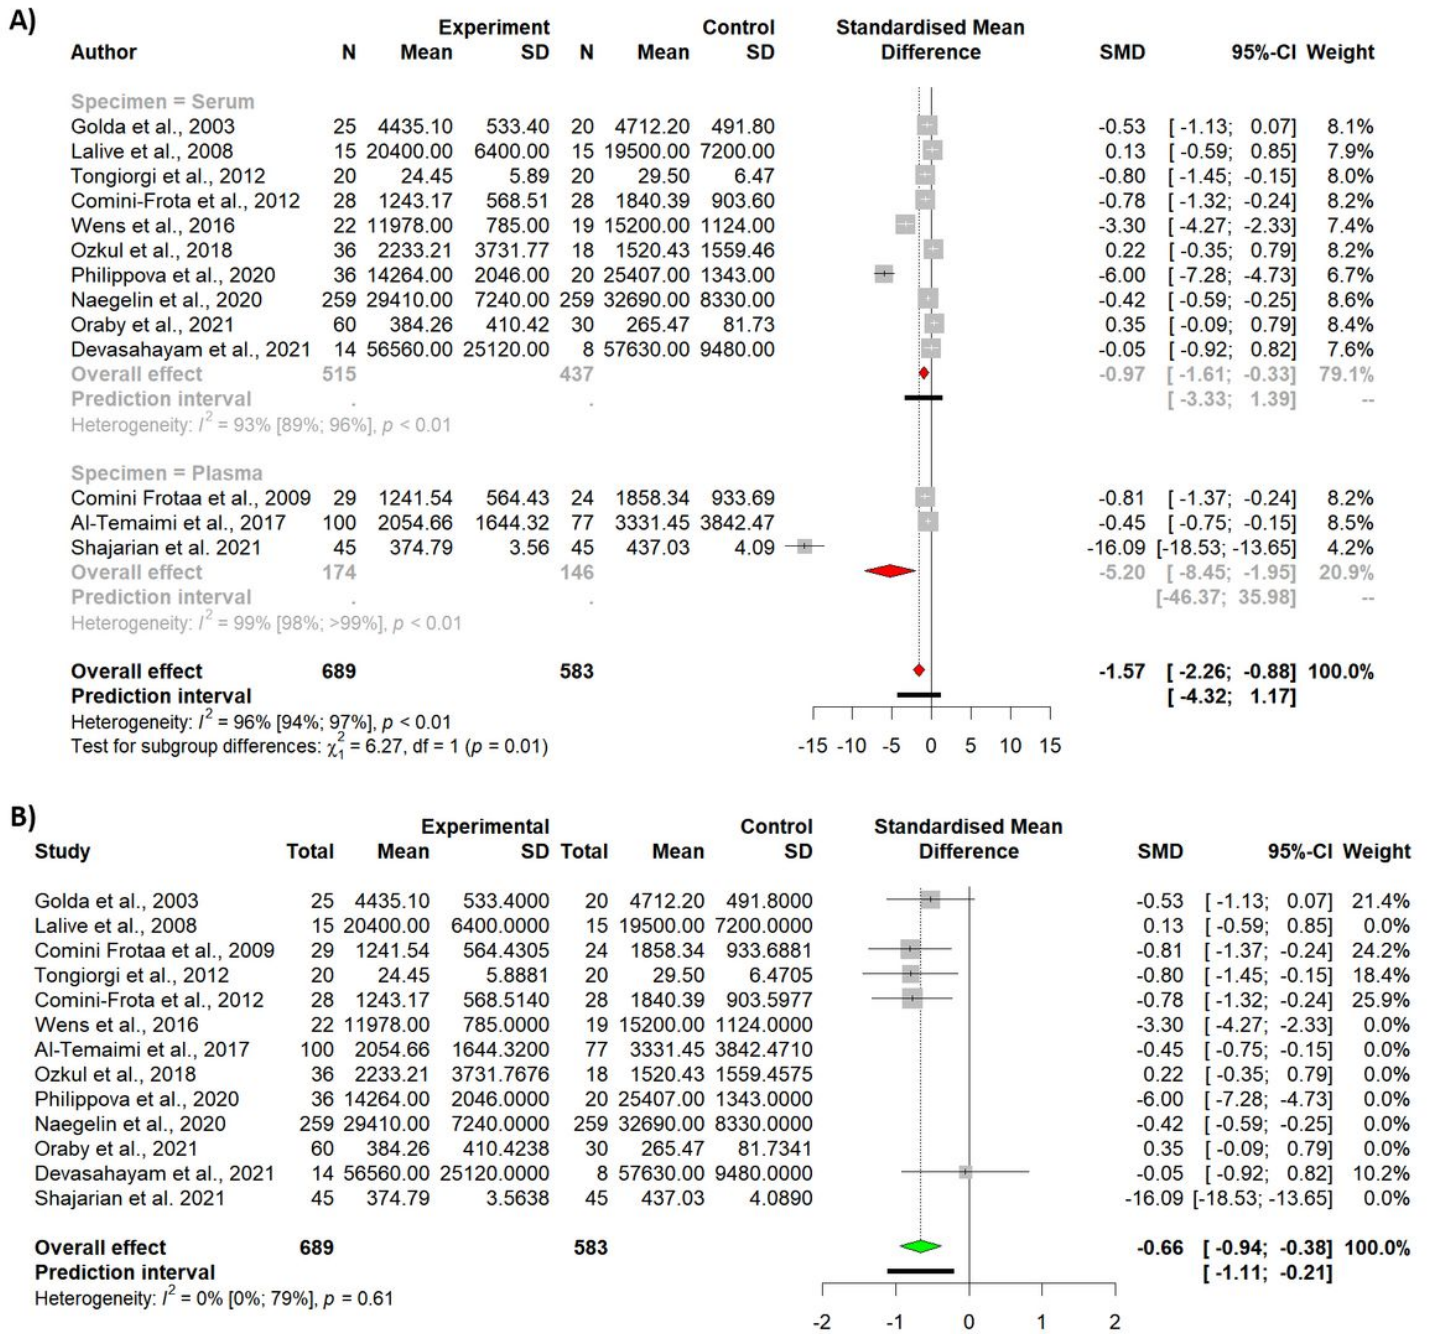 A)
Experiment Control Standardised Mean
Author N Mean SD N Mean SD Difference SMD 95%-CI Weight
Specimen = Serum
Golda et al., 2003 25 4435.10 533.40 20 4712.20 491.80 -0.53 [ -1.13; 0.07] 8.1%
Lalive et al., 2008 15 20400.00 6400.00 15 19500.00 7200.00 0.13 [ -0.59; 0.85] 7.9%
Tongiorgi et al., 2012 20 24.45 5.89 20 29.50 6.47 -0.80 [ -1.45; -0.15] 8.0%
Comini-Frota et al., 2012 28 1243.17 568.51 28 1840.39 903.60 -0.78 [ -1.32; -0.24] 8.2%
Wens et al., 2016 22 11978.00 785.00 19 15200.00 1124.00 -3.30 [ -4.27; -2.33] 7.4%
Ozkul et al., 2018 36 2233.21 3731.77 18 1520.43 1559.46 0.22 [ -0.35; 0.79] 8.2%
Philippova et al., 2020 36 14264.00 2046.00 20 25407.00 1343.00 -6.00 [ -7.28; -4.73] 6.7%
Naegelin et al., 2020 259 29410.00 7240.00 259 32690.00 8330.00 -0.42 [ -0.59; -0.25] 8.6%
Oraby et al., 2021 60 384.26 410.42 30 265.47 81.73 0.35 [ -0.09; 0.79] 8.4%
Devasahayam et al., 2021 14 56560.00 25120.00 8 57630.00 9480.00 -0.05 [ -0.92; 0.82] 7.6%
Overall effect 515 437 -0.97 [ -1.61; -0.33] 79.1%
Prediction interval . . [ -3.33; 1.39] --
Heterogeneity: I² = 93% [89%; 96%], p < 0.01
Specimen = Plasma
Comini Frotaa et al., 2009 29 1241.54 564.43 24 1858.34 933.69 -0.81 [ -1.37; -0.24] 8.2%
Al-Temaimi et al., 2017 100 2054.66 1644.32 77 3331.45 3842.47 -0.45 [ -0.75; -0.15] 8.5%
Shajarian et al. 2021 45 374.79 3.56 45 437.03 4.09 -16.09 [-18.53; -13.65] 4.2%
Overall effect 174 146 -5.20 [ -8.45; -1.95] 20.9%
Prediction interval . . [-46.37; 35.98] --
Heterogeneity: I² = 99% [98%; >99%], p < 0.01
Overall effect 689 583 -1.57 [ -2.26; -0.88] 100.0%
Prediction interval [ -4.32; 1.17]
Heterogeneity: I² = 96% [94%; 97%], p < 0.01
Test for subgroup differences: χ²₁ = 6.27, df = 1 (p = 0.01)
-15 -10 -5 0 5 10 15
B)
Experimental Control Standardised Mean
Study Total Mean SD Total Mean SD Difference SMD 95%-CI Weight
Golda et al., 2003 25 4435.10 533.4000 20 4712.20 491.8000 -0.53 [ -1.13; 0.07] 21.4%
Lalive et al., 2008 15 20400.00 6400.0000 15 19500.00 7200.0000 0.13 [ -0.59; 0.85] 0.0%
Comini Frotaa et al., 2009 29 1241.54 564.4305 24 1858.34 933.6881 -0.81 [ -1.37; -0.24] 24.2%
Tongiorgi et al., 2012 20 24.45 5.8881 20 29.50 6.4705 -0.80 [ -1.45; -0.15] 18.4%
Comini-Frota et al., 2012 28 1243.17 568.5140 28 1840.39 903.5977 -0.78 [ -1.32; -0.24] 25.9%
Wens et al., 2016 22 11978.00 785.0000 19 15200.00 1124.0000 -3.30 [ -4.27; -2.33] 0.0%
Al-Temaimi et al., 2017 100 2054.66 1644.3200 77 3331.45 3842.4710 -0.45 [ -0.75; -0.15] 0.0%
Ozkul et al., 2018 36 2233.21 3731.7676 18 1520.43 1559.4575 0.22 [ -0.35; 0.79] 0.0%
Philippova et al., 2020 36 14264.00 2046.0000 20 25407.00 1343.0000 -6.00 [ -7.28; -4.73] 0.0%
Naegelin et al., 2020 259 29410.00 7240.0000 259 32690.00 8330.0000 -0.42 [ -0.59; -0.25] 0.0%
Oraby et al., 2021 60 384.26 410.4238 30 265.47 81.7341 0.35 [ -0.09; 0.79] 0.0%
Devasahayam et al., 2021 14 56560.00 25120.0000 8 57630.00 9480.0000 -0.05 [ -0.92; 0.82] 10.2%
Shajarian et al. 2021 45 374.79 3.5638 45 437.03 4.0890 -16.09 [-18.53; -13.65] 0.0%
Overall effect 689 583 -0.66 [ -0.94; -0.38] 100.0%
Prediction interval [ -1.11; -0.21]
Heterogeneity: I² = 0% [0%; 79%], p = 0.61
-2 -1 0 1 2